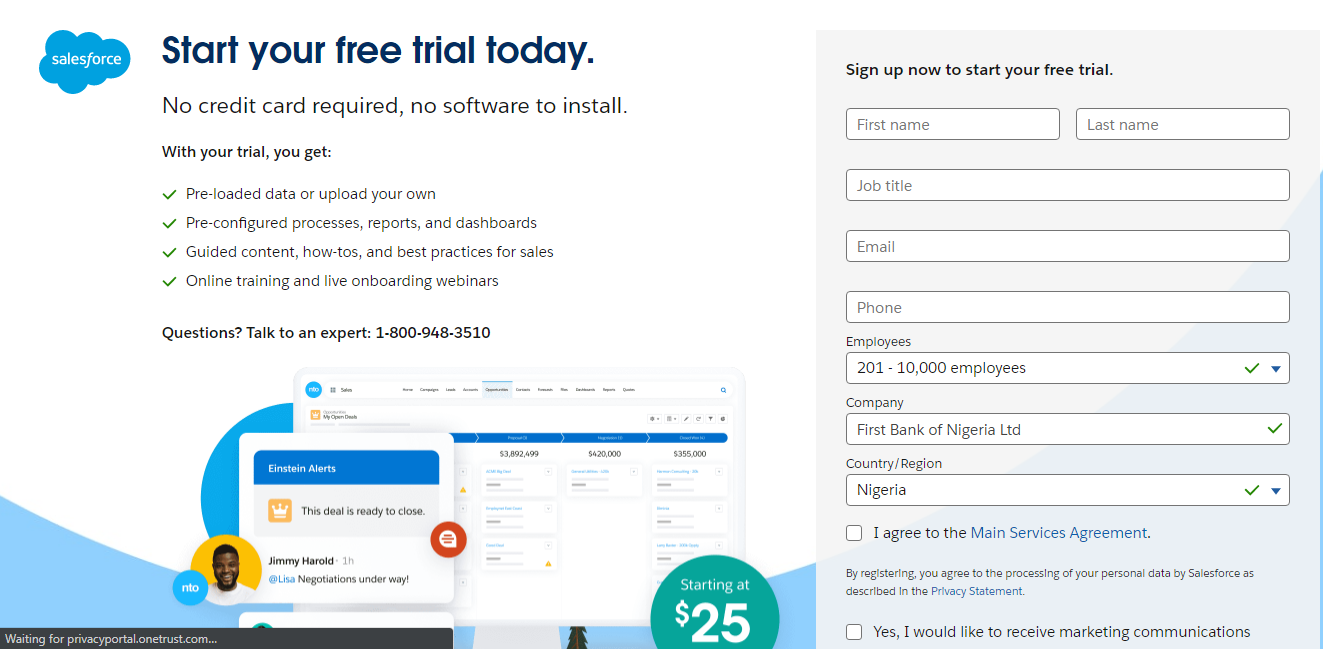 salesforce
Start your free trial today.
No credit card required, no software to install.
With your trial, you get:
Pre-loaded data or upload your own
Pre-configured processes, reports, and dashboards
Guided content, how-tos, and best practices for sales
Online training and live onboarding webinars
Questions? Talk to an expert: 1-800-948-3510
nto
Sales
Home Campaigns Leads Accounts Opportunities Contacts Forecasts Files Dashboards Reports Quotes
Opportunities
My Open Deals
$3,892,499 $420,000 $355,000
Einstein Alerts
This deal is ready to close.
Jimmy Harold · 1h
@Lisa Negotiations under way!
nto
Starting at
$25
Waiting for privacyportal.onetrust.com...
Sign up now to start your free trial.
First name Last name
Job title
Email
Phone
Employees
201 - 10,000 employees
Company
First Bank of Nigeria Ltd
Country/Region
Nigeria
I agree to the Main Services Agreement.
By registering, you agree to the processing of your personal data by Salesforce as
described in the Privacy Statement.
Yes, I would like to receive marketing communications